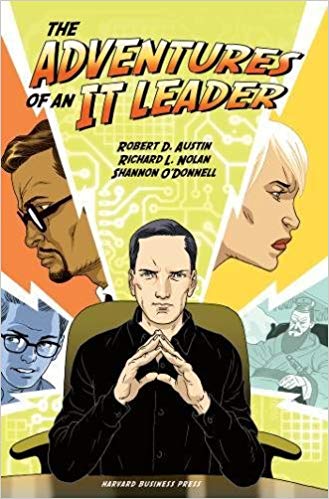 THE
ADVENTURES
OF AN IT LEADER
ROBERT D. AUSTIN
RICHARD L. NOLAN
SHANNON O'DONNELL
HARVARD BUSINESS PRESS